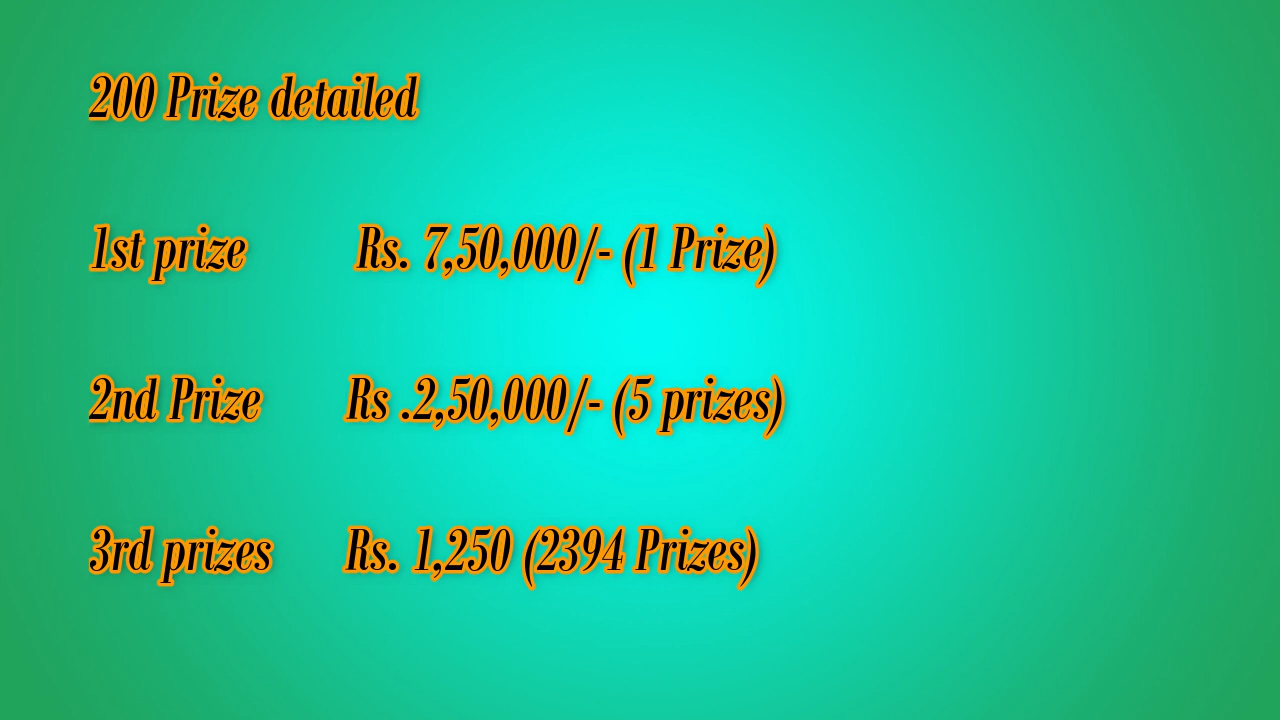 200 Prize detailed
1st prize Rs. 7,50,000/- (1 Prize)
2nd Prize Rs .2,50,000/- (5 prizes)
3rd prizes Rs. 1,250 (2394 Prizes)